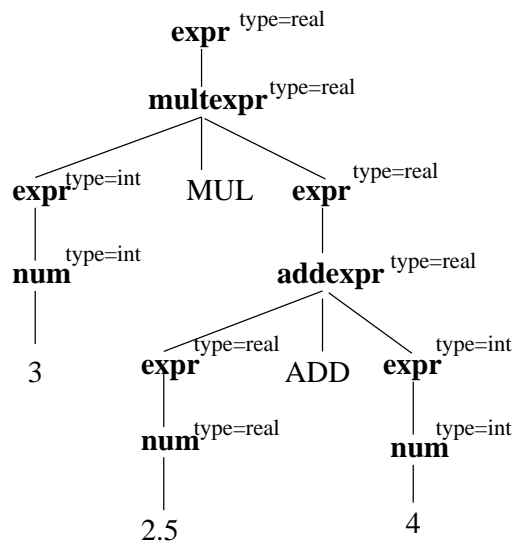 expr type=real
multexpr type=real
expr type=int MUL expr type=real
num type=int addexpr type=real
3 expr type=real ADD expr type=int
num type=real num type=int
2.5 4